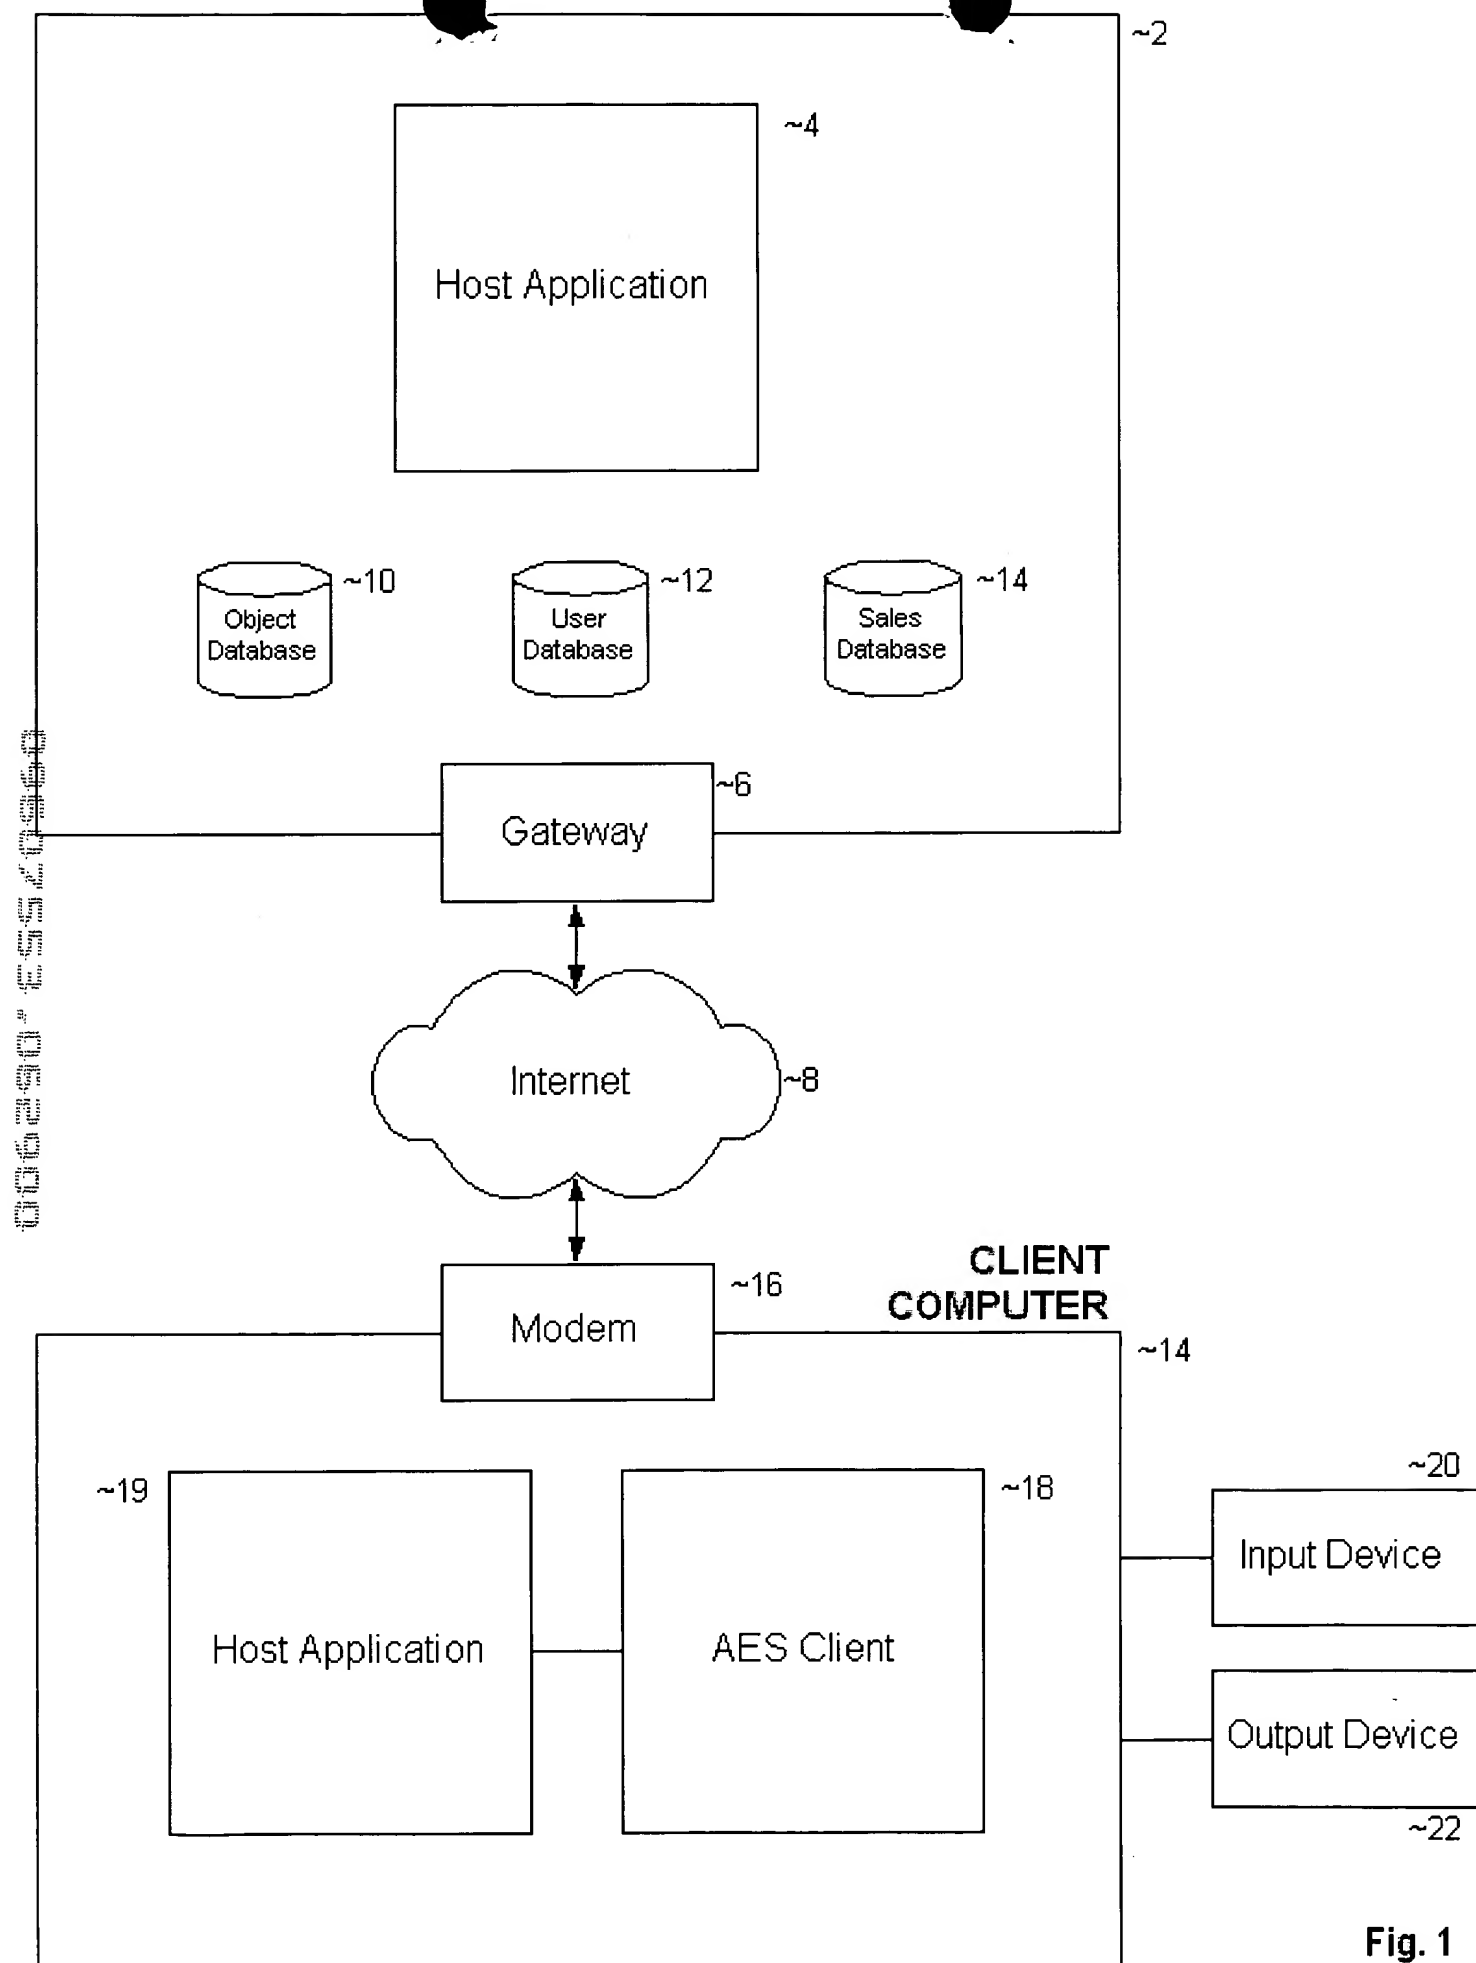 ~2
~4
Host Application
~10
~12
~14
Object
Database
User
Database
Sales
Database
~6
Gateway
Internet
~8
CLIENT
COMPUTER
~16
Modem
~14
~19
~18
~20
Input Device
Host Application
AES Client
Output Device
~22
Fig. 1